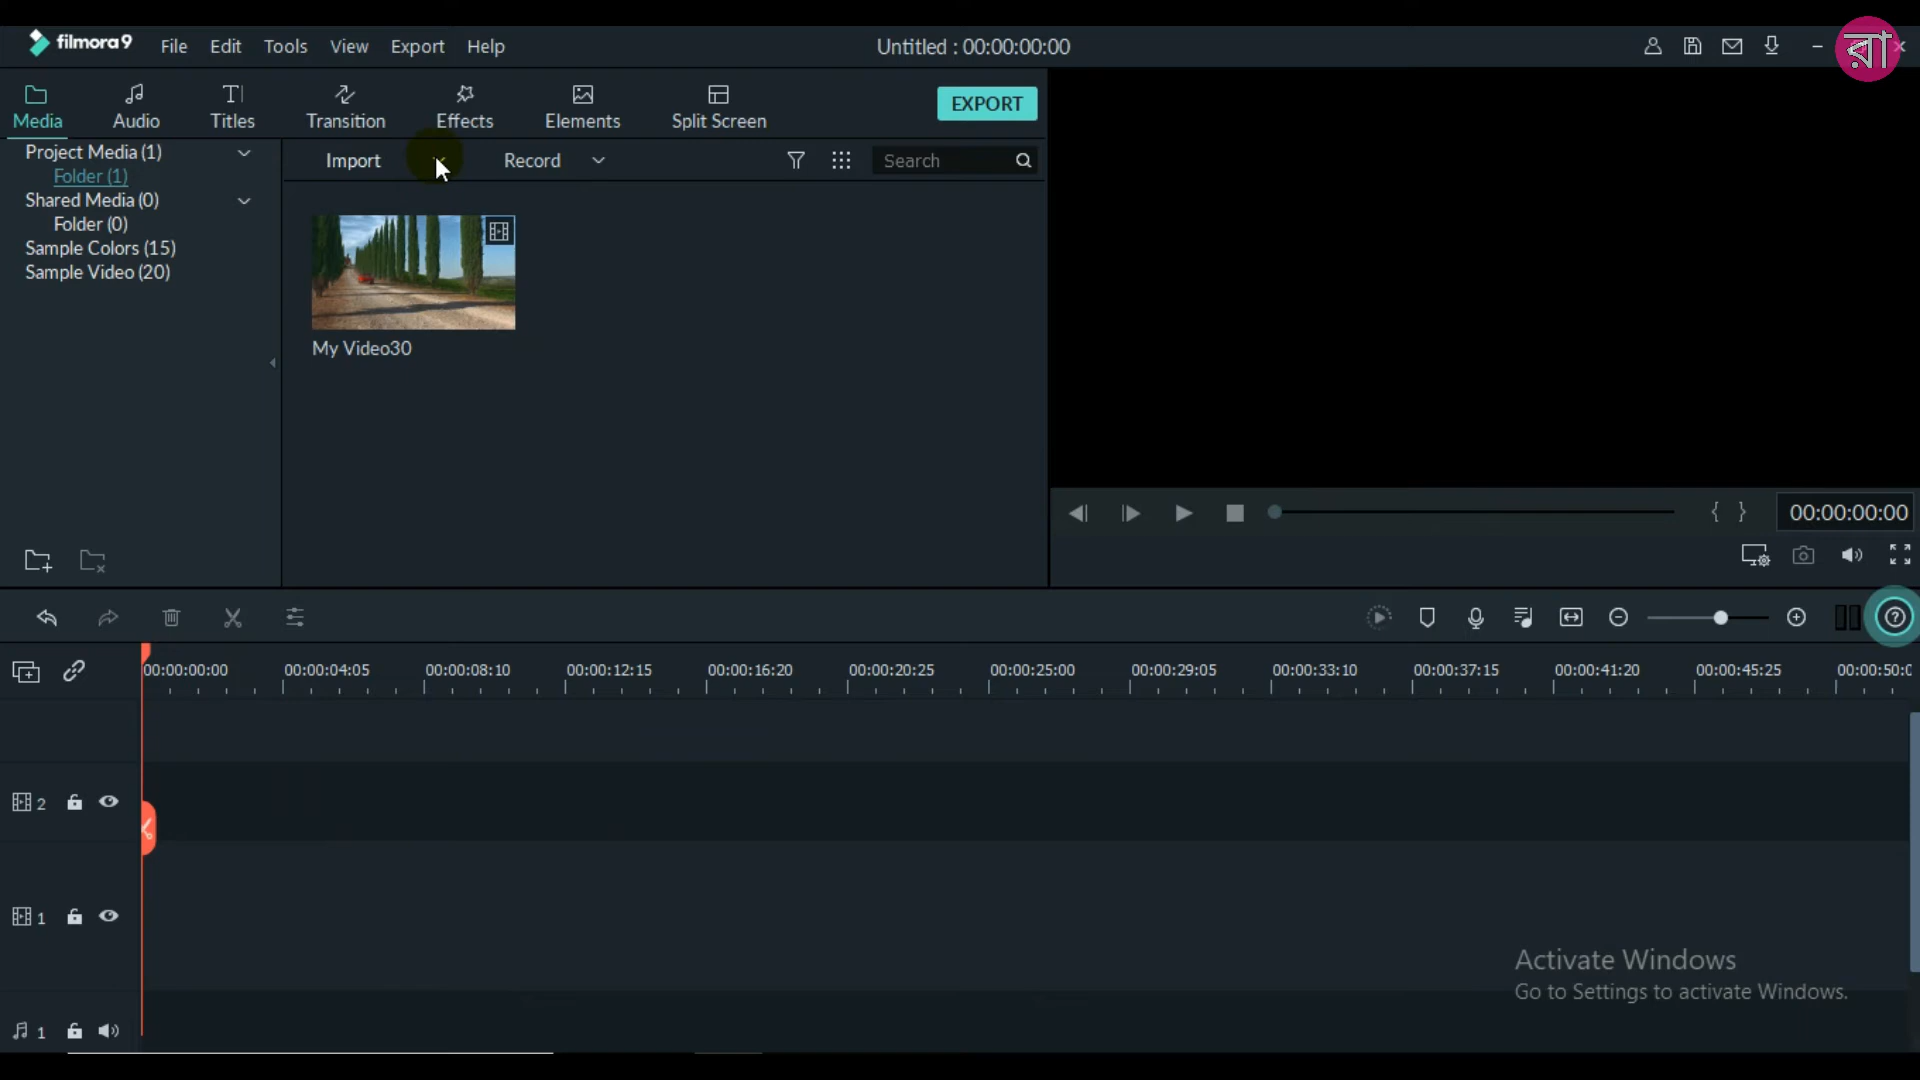 filmora9 File Edit Tools View Export Help Untitled : 00:00:00:00 রা
Media Audio Titles Transition Effects Elements Split Screen EXPORT
Project Media (1)
Folder (1)
Shared Media (0)
Folder (0)
Sample Colors (15)
Sample Video (20)
Import Record Search
My Video30
{ } 00:00:00:00
00:00:00:00 00:00:04:05 00:00:08:10 00:00:12:15 00:00:16:20 00:00:20:25 00:00:25:00 00:00:29:05 00:00:33:10 00:00:37:15 00:00:41:20 00:00:45:25 00:00:50:0
2
1
Activate Windows
Go to Settings to activate Windows.
1